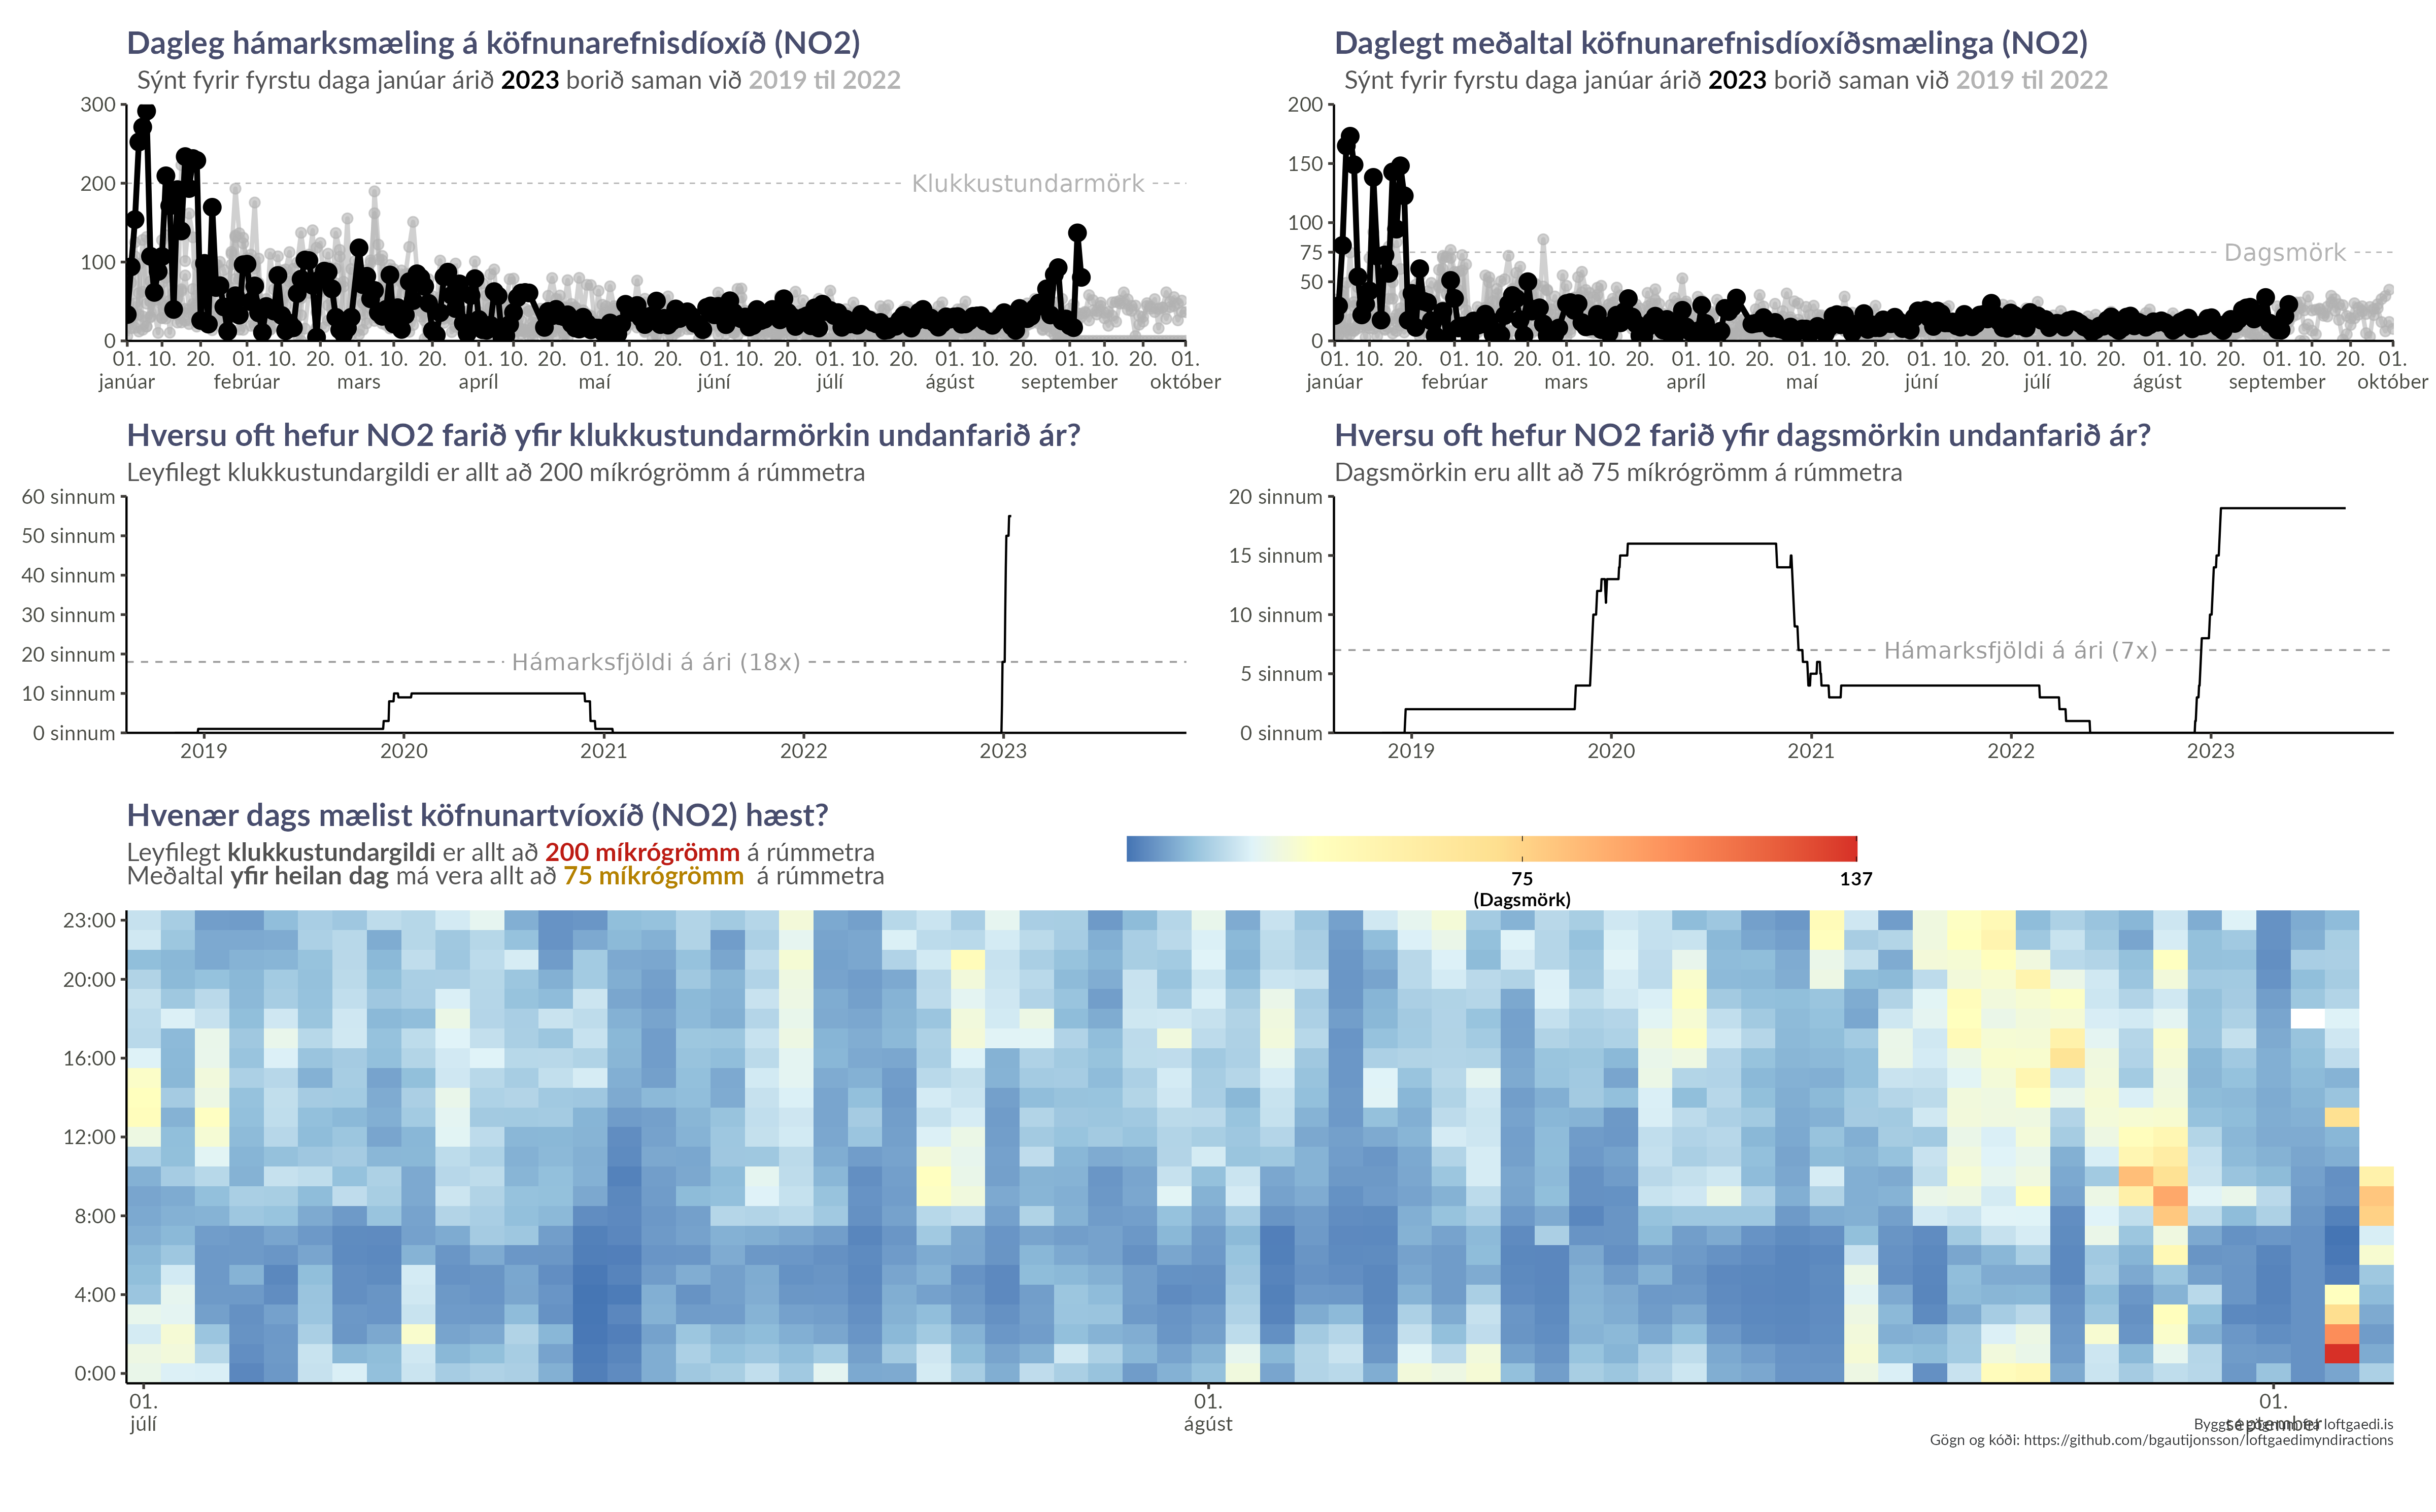 Dagleg hámarksmæling á köfnunarefnisdíoxíð (NO2)
Sýnt fyrir fyrstu daga janúar árið 2023 borið saman við 2019 til 2022
300
200
100
0
Klukkustundarmörk
01. 10. 20. 01. 10. 20. 01. 10. 20. 01. 10. 20. 01. 10. 20. 01. 10. 20. 01. 10. 20. 01. 10. 20. 01. 10. 20. 01.
janúar febrúar mars apríl maí júní júlí ágúst september október
Daglegt meðaltal köfnunarefnisdíoxíðsmælinga (NO2)
Sýnt fyrir fyrstu daga janúar árið 2023 borið saman við 2019 til 2022
200
150
100
75
50
0
Dagsmörk
01. 10. 20. 01. 10. 20. 01. 10. 20. 01. 10. 20. 01. 10. 20. 01. 10. 20. 01. 10. 20. 01. 10. 20. 01. 10. 20. 01.
janúar febrúar mars apríl maí júní júlí ágúst september október
Hversu oft hefur NO2 farið yfir klukkustundarmörkin undanfarið ár?
Leyfilegt klukkustundargildi er allt að 200 míkrógrömm á rúmmetra
60 sinnum
50 sinnum
40 sinnum
30 sinnum
20 sinnum
10 sinnum
0 sinnum
Hámarksfjöldi á ári (18x)
2019 2020 2021 2022 2023
Hversu oft hefur NO2 farið yfir dagsmörkin undanfarið ár?
Dagsmörkin eru allt að 75 míkrógrömm á rúmmetra
20 sinnum
15 sinnum
10 sinnum
5 sinnum
0 sinnum
Hámarksfjöldi á ári (7x)
2019 2020 2021 2022 2023
Hvenær dags mælist köfnunartvíoxíð (NO2) hæst?
Leyfilegt klukkustundargildi er allt að 200 míkrógrömm á rúmmetra
Meðaltal yfir heilan dag má vera allt að 75 míkrógrömm á rúmmetra
75 137
(Dagsmörk)
23:00
20:00
16:00
12:00
8:00
4:00
0:00
01. 01. 01.
júlí ágúst september
Byggt á gögnum frá loftgaedi.is
Gögn og kóði: https://github.com/bgautijonsson/loftgaedimyndiractions